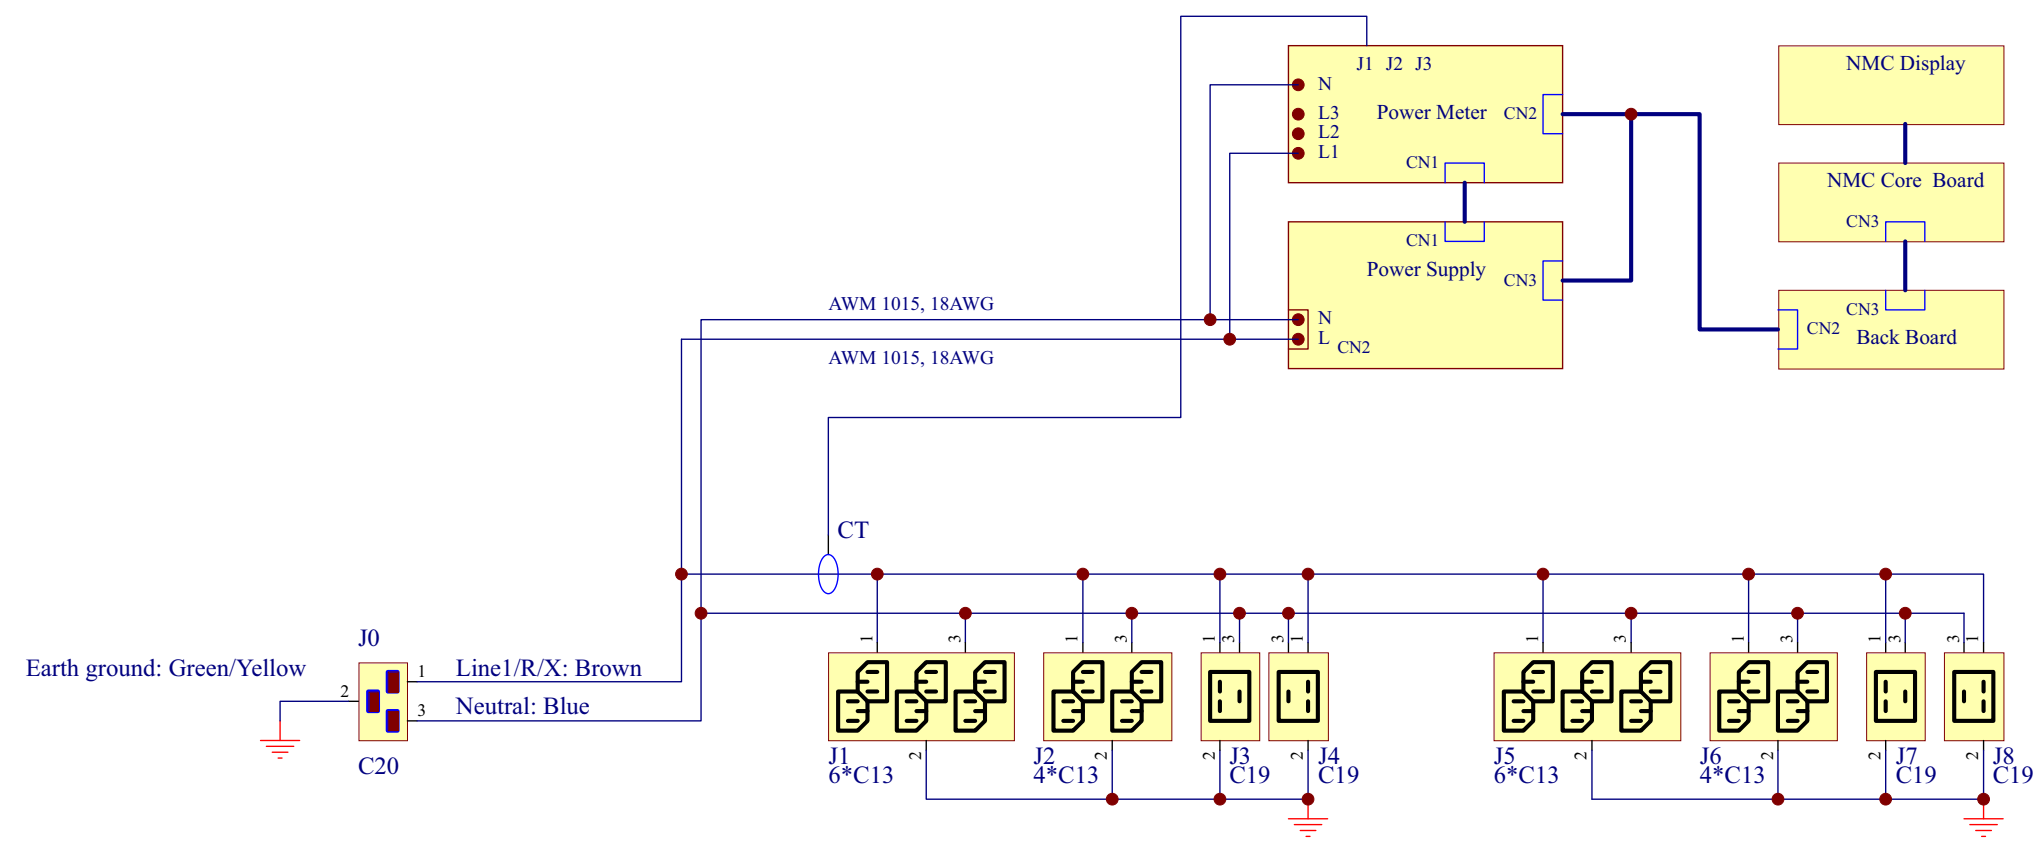 J1 J2 J3
N
L3
L2
L1
Power Meter
CN2
CN1
NMC Display
NMC Core Board
CN3
CN1
Power Supply
CN3
N
L
CN2
CN3
CN2
Back Board
AWM 1015, 18AWG
AWM 1015, 18AWG
CT
J0
Earth ground: Green/Yellow
2
1
Line1/R/X: Brown
3
Neutral: Blue
C20
1
3
1
3
1
3
3
1
1
3
1
3
1
3
3
1
J1
6*C13
2
J2
4*C13
2
2
J3
C19
2
J4
C19
J5
6*C13
2
J6
4*C13
2
2
J7
C19
2
J8
C19